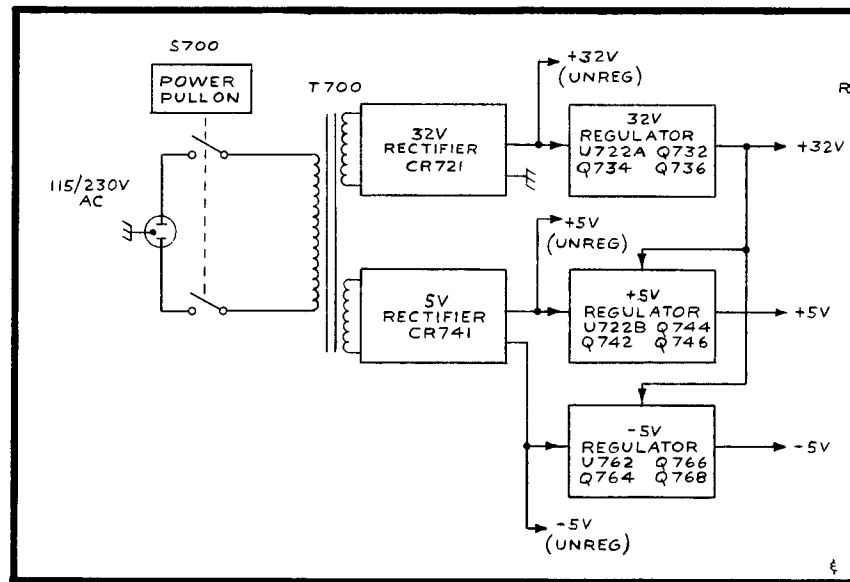 S700
POWER
PULL ON
T700
115/230V
AC
32V
RECTIFIER
CR721
+32V
(UNREG)
32V
REGULATOR
U722A Q732
Q734 Q736
+32V
R
5V
RECTIFIER
CR741
+5V
(UNREG)
+5V
REGULATOR
U722B Q744
Q742 Q746
+5V
-5V
REGULATOR
U762 Q766
Q764 Q768
-5V
-5V
(UNREG)